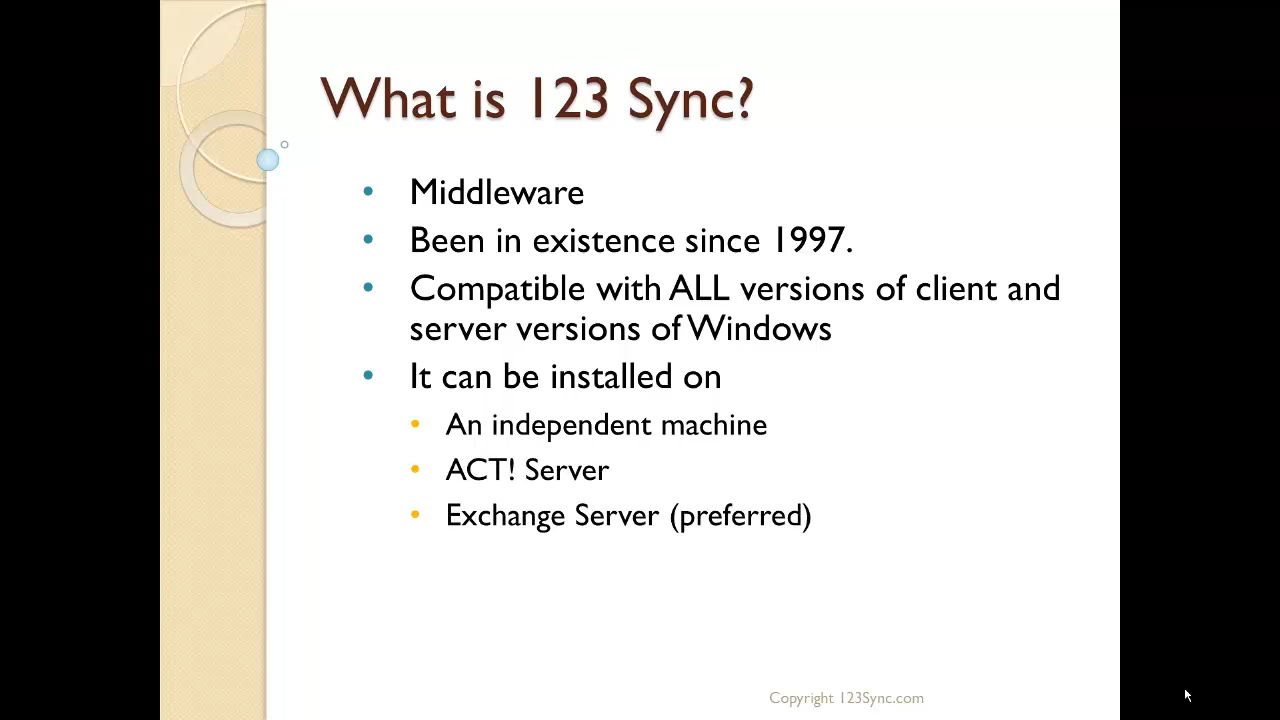 What is 123 Sync?
• Middleware
• Been in existence since 1997.
• Compatible with ALL versions of client and
server versions of Windows
• It can be installed on
• An independent machine
• ACT! Server
• Exchange Server (preferred)
Copyright 123Sync.com